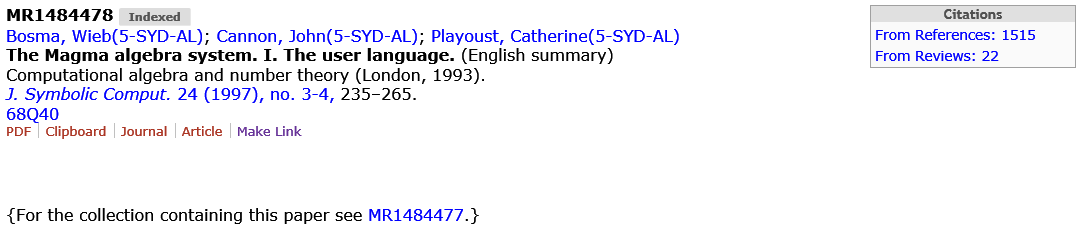 MR1484478 Indexed
Bosma, Wieb(5-SYD-AL); Cannon, John(5-SYD-AL); Playoust, Catherine(5-SYD-AL)
The Magma algebra system. I. The user language. (English summary)
Computational algebra and number theory (London, 1993).
J. Symbolic Comput. 24 (1997), no. 3-4, 235–265.
68Q40
PDF Clipboard Journal Article Make Link
Citations
From References: 1515
From Reviews: 22
{For the collection containing this paper see MR1484477.}